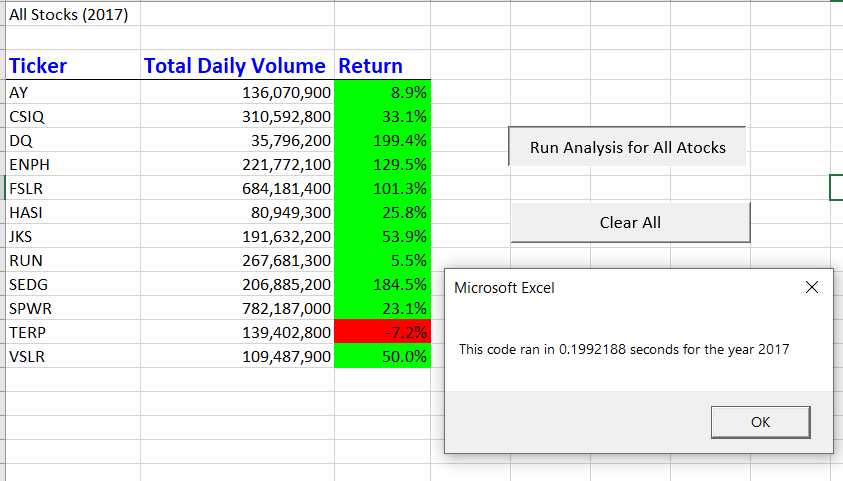 All Stocks (2017)
Ticker Total Daily Volume Return
AY 136,070,900 8.9%
CSIQ 310,592,800 33.1%
DQ 35,796,200 199.4%
ENPH 221,772,100 129.5%
FSLR 684,181,400 101.3%
HASI 80,949,300 25.8%
JKS 191,632,200 53.9%
RUN 267,681,300 5.5%
SEDG 206,885,200 184.5%
SPWR 782,187,000 23.1%
TERP 139,402,800 -7.2%
VSLR 109,487,900 50.0%
Run Analysis for All Atocks
Clear All
Microsoft Excel
This code ran in 0.1992188 seconds for the year 2017
OK